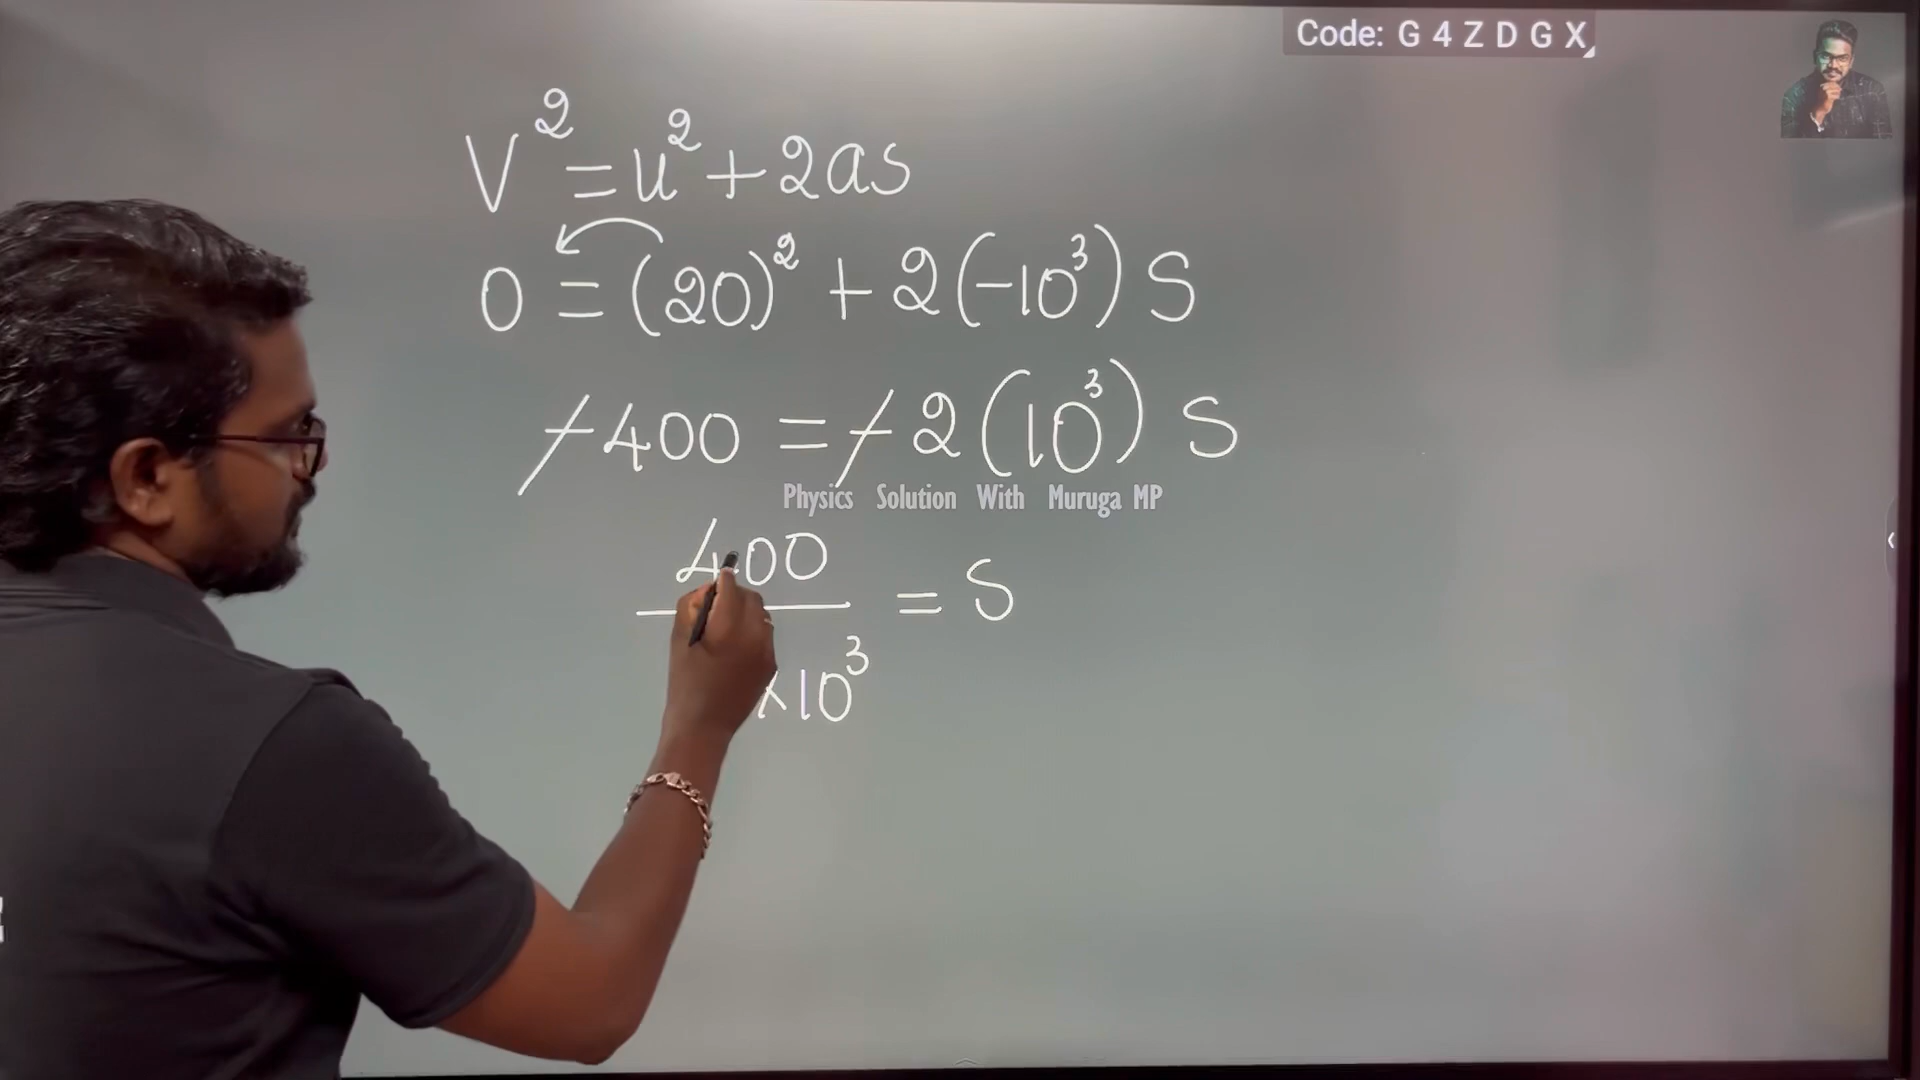 Code: G 4 Z D G X
V² = u² + 2as
0 = (20)² + 2(-10³) S
-400 = -2(10³) S
Physics Solution With Muruga MP
400
= S
×10³